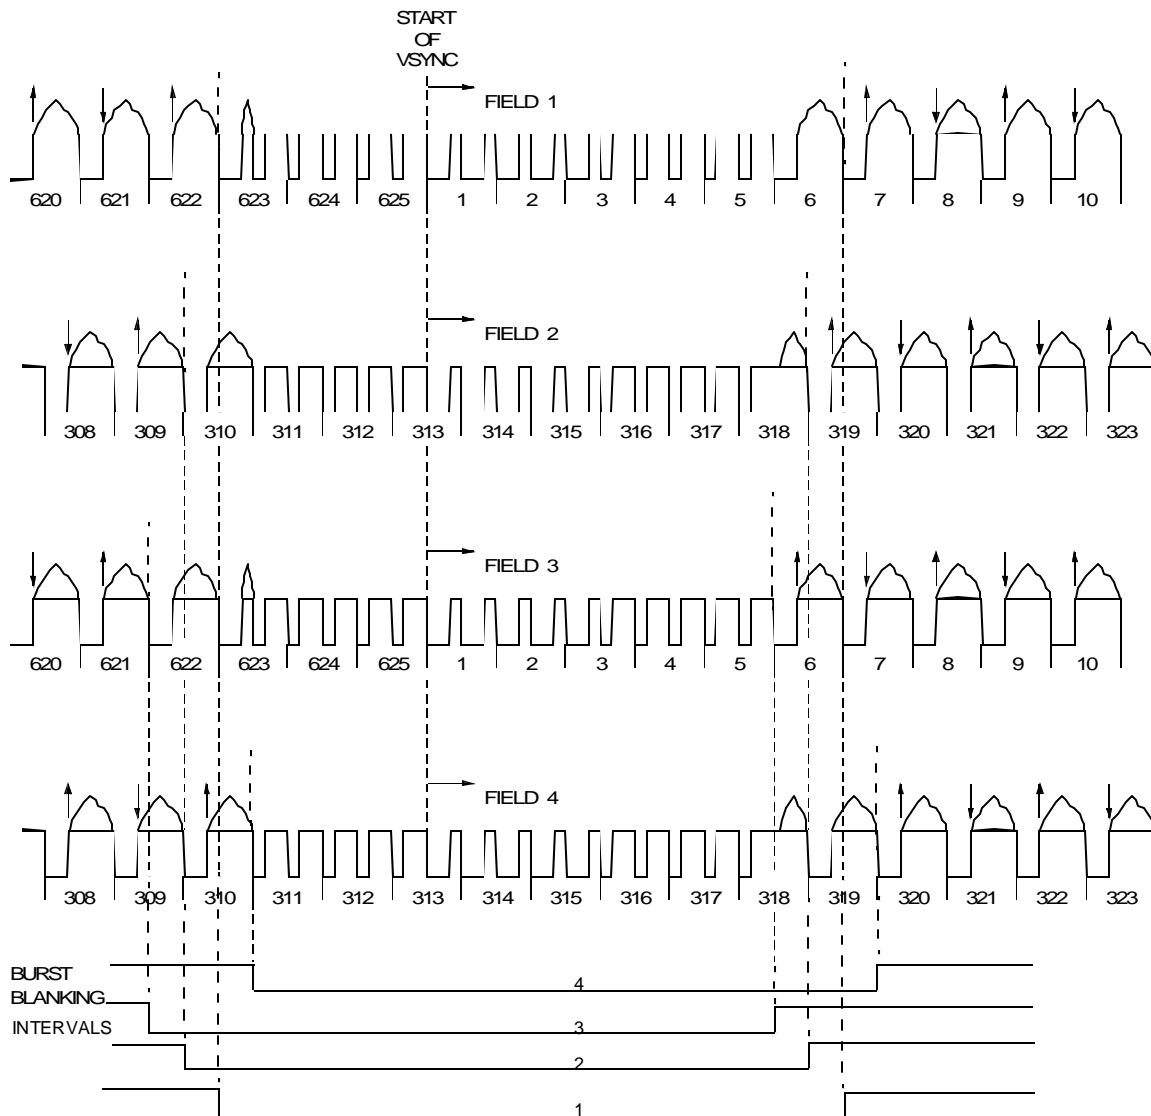 START
OF
VSYNC
FIELD 1
620 621 622 623 624 625 1 2 3 4 5 6 7 8 9 10
FIELD 2
308 309 310 311 312 313 314 315 316 317 318 319 320 321 322 323
FIELD 3
620 621 622 623 624 625 1 2 3 4 5 6 7 8 9 10
FIELD 4
308 309 310 311 312 313 314 315 316 317 318 319 320 321 322 323
BURST
BLANKING
INTERVALS
4
3
2
1